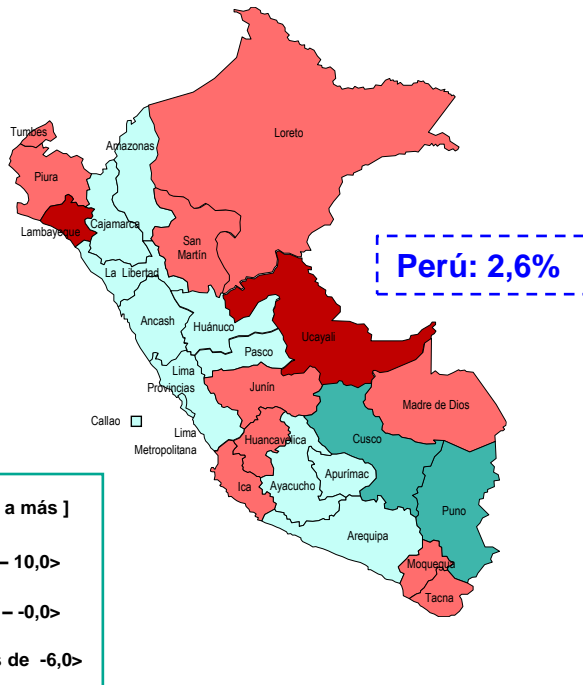 Tumbes
Amazonas
Loreto
Piura
Lambayeque
Cajamarca
San
Martín
La Libertad
Perú: 2,6%
Ancash
Huánuco
Ucayali
Pasco
Lima
Provincias
Junín
Madre de Dios
Callao
Lima
Metropolitana
Huancavelica
Cusco
Ica
Ayacucho
Apurímac
Puno
Arequipa
Moquegua
Tacna
a más ]
– 10,0>
– -0,0>
de -6,0>